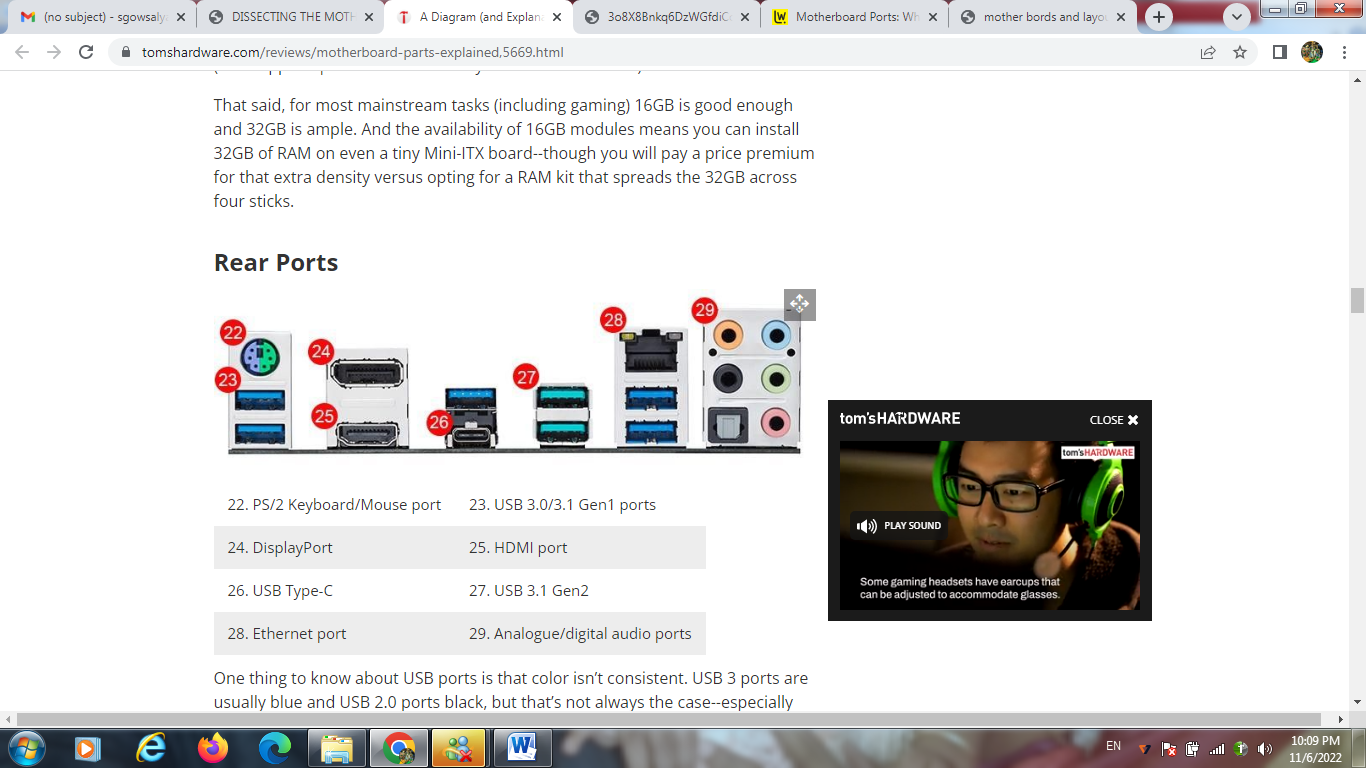 (no subject) - sgowsalya
DISSECTING THE MOTH
A Diagram (and Explana
3o8X8Bnkq6DzWGfdiC
Motherboard Ports: Wh
mother bords and layou
tomshardware.com/reviews/motherboard-parts-explained,5669.html
That said, for most mainstream tasks (including gaming) 16GB is good enough
and 32GB is ample. And the availability of 16GB modules means you can install
32GB of RAM on even a tiny Mini-ITX board--though you will pay a price premium
for that extra density versus opting for a RAM kit that spreads the 32GB across
four sticks.
Rear Ports
22
23
24
25
26
27
28
29
22. PS/2 Keyboard/Mouse port 23. USB 3.0/3.1 Gen1 ports
24. DisplayPort 25. HDMI port
26. USB Type-C 27. USB 3.1 Gen2
28. Ethernet port 29. Analogue/digital audio ports
One thing to know about USB ports is that color isn't consistent. USB 3 ports are
usually blue and USB 2.0 ports black, but that's not always the case--especially
tom'sHARDWARE
CLOSE
tom'sHARDWARE
PLAY SOUND
Some gaming headsets have earcups that
can be adjusted to accommodate glasses.
EN
10:09 PM
11/6/2022